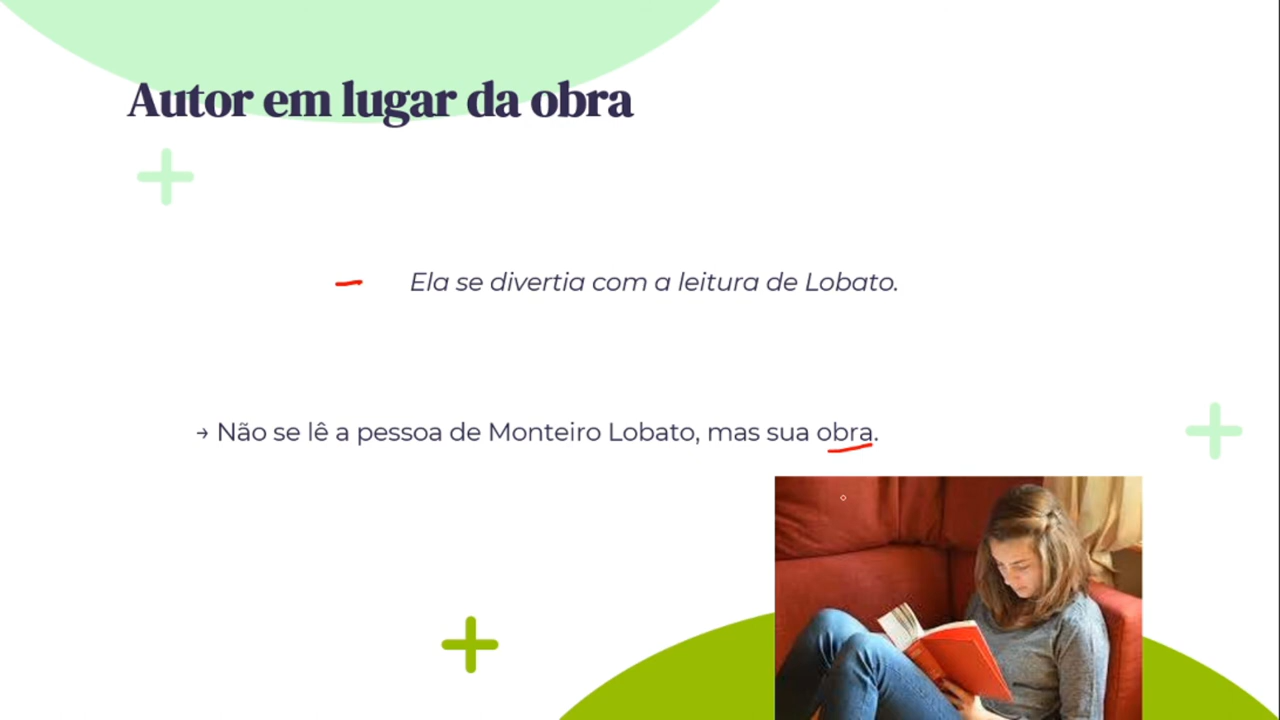 Autor em lugar da obra
Ela se divertia com a leitura de Lobato.
→ Não se lê a pessoa de Monteiro Lobato, mas sua obra.